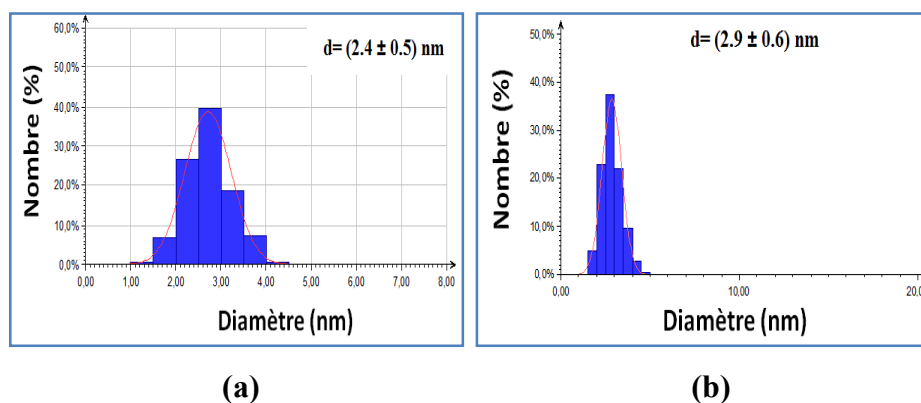 d= (2.4 ± 0.5) nm
Nombre (%)
60,0%
50,0%
40,0%
30,0%
20,0%
10,0%
0,0%
0,00 1,00 2,00 3,00 4,00 5,00 6,00 7,00 8,00
Diamètre (nm)
(a)
d= (2.9 ± 0.6) nm
Nombre (%)
50,0%
40,0%
30,0%
20,0%
10,0%
0,0%
0,00 10,00 20,0
Diamètre (nm)
(b)